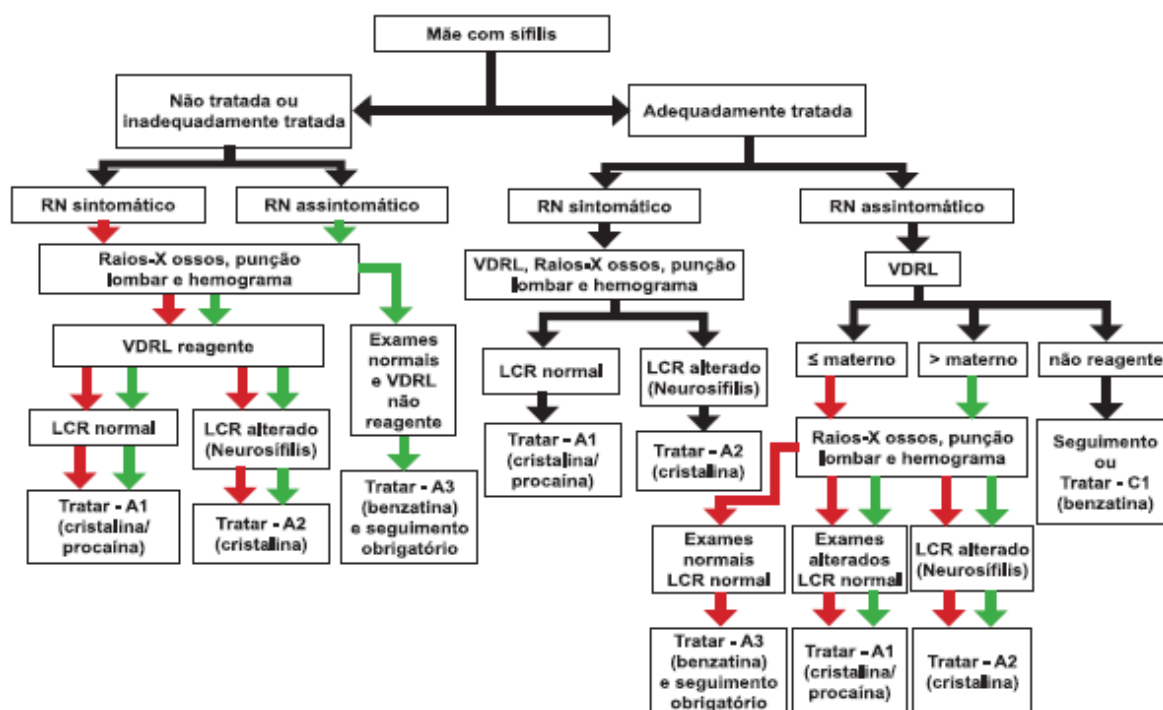 Mãe com sífilis
Não tratada ou
inadequadamente tratada
Adequadamente tratada
RN sintomático
RN assintomático
RN sintomático
RN assintomático
Raios-X ossos, punção
lombar e hemograma
VDRL, Raios-X ossos, punção
lombar e hemograma
VDRL
VDRL reagente
Exames
normais
e VDRL
não
reagente
LCR normal
LCR alterado
(Neurosífilis)
≤ materno
> materno
não reagente
LCR normal
LCR alterado
(Neurosífilis)
Tratar - A1
(cristalina/
procaína)
Tratar - A2
(cristalina)
Raios-X ossos, punção
lombar e hemograma
Seguimento
ou
Tratar - C1
(benzatina)
Tratar - A1
(cristalina/
procaína)
Tratar - A2
(cristalina)
Tratar - A3
(benzatina)
e seguimento
obrigatório
Exames
normais
LCR normal
Exames
alterados
LCR normal
LCR alterado
(Neurosífilis)
Tratar - A3
(benzatina)
e seguimento
obrigatório
Tratar - A1
(cristalina/
procaína)
Tratar - A2
(cristalina)